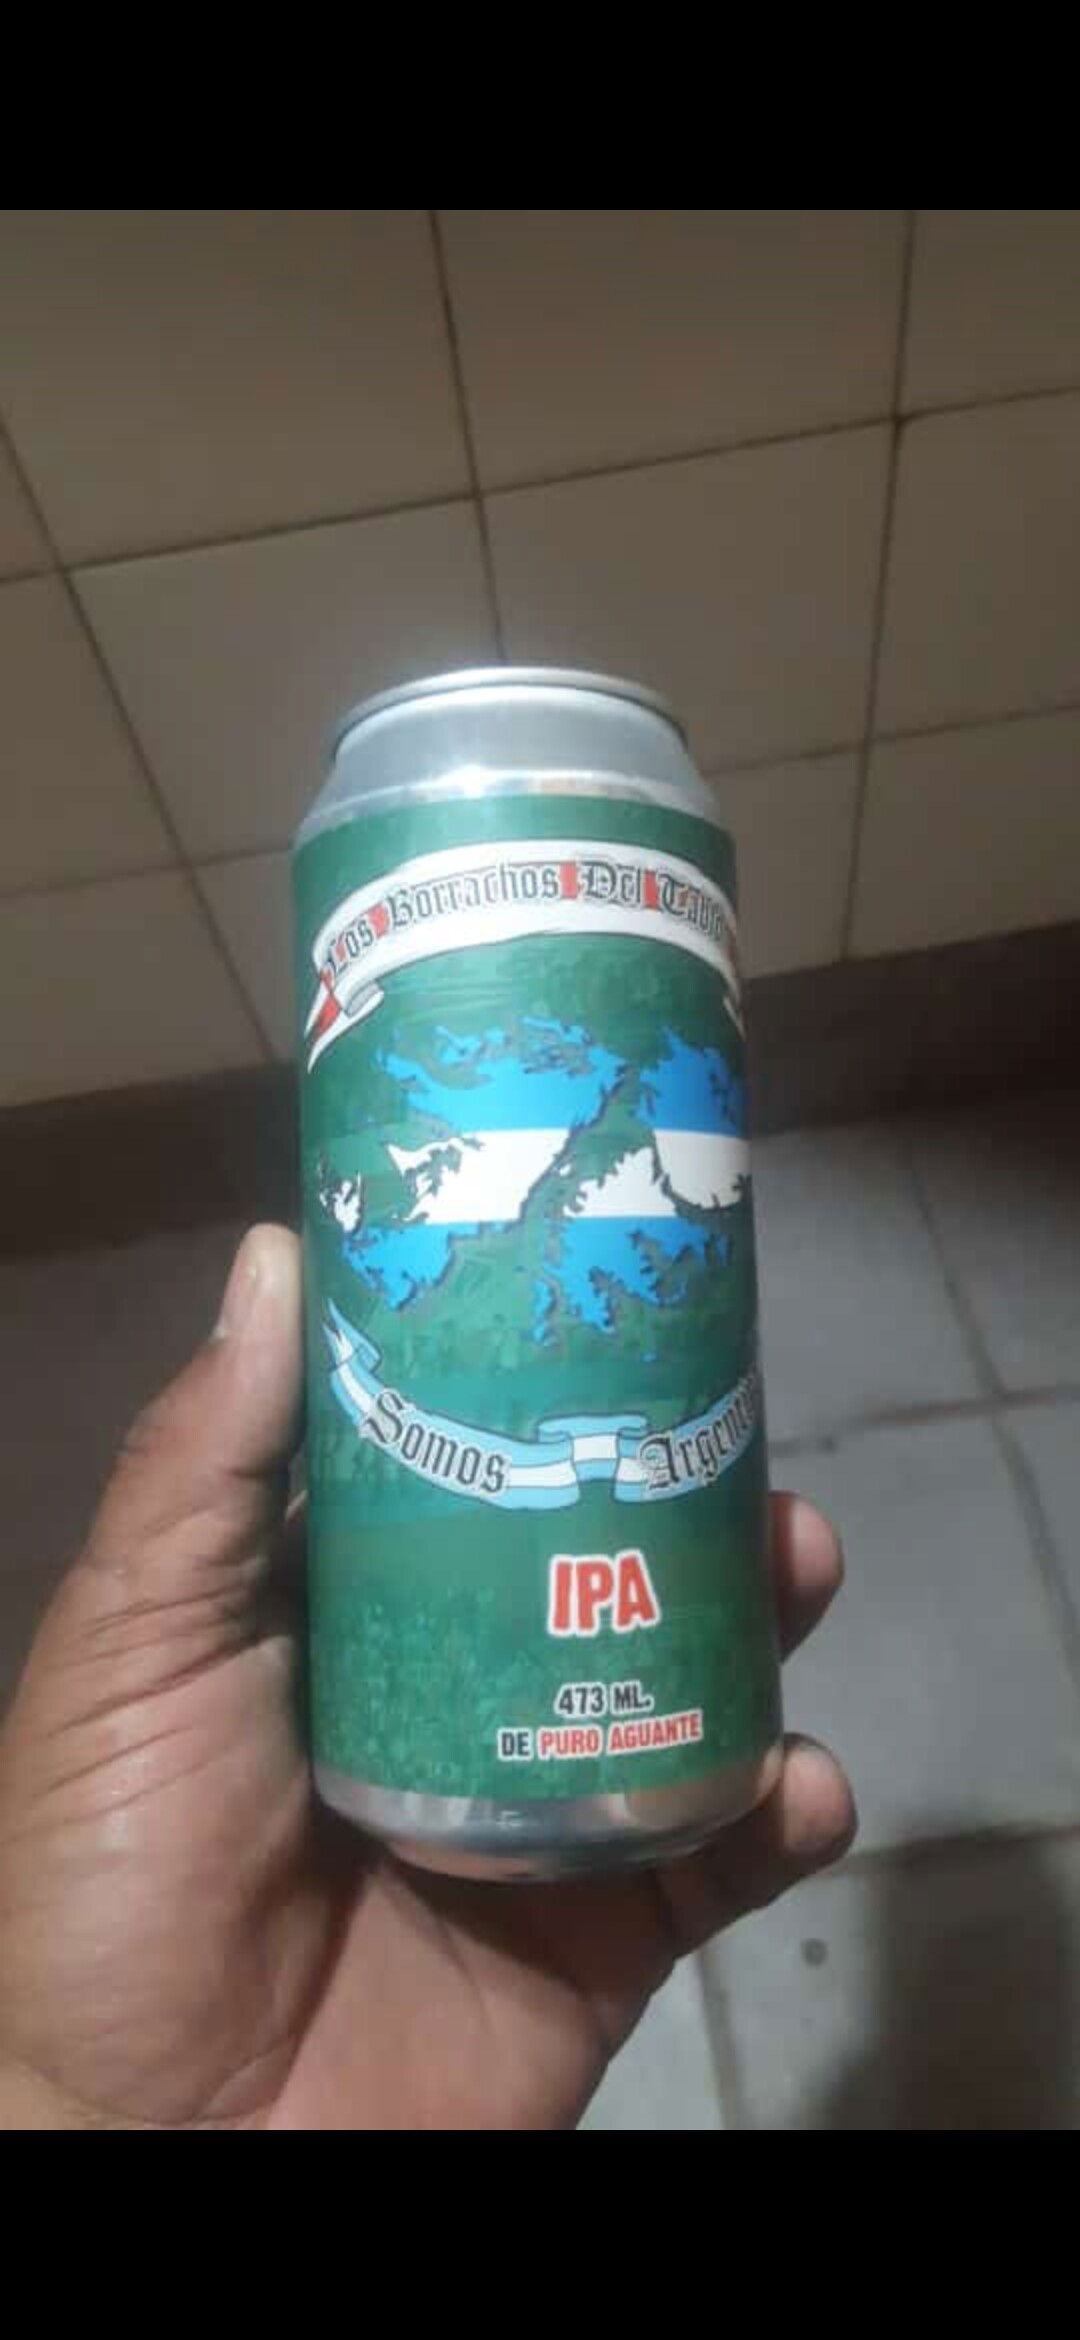 Los Borrachos Del
Somos
IPA
473 ML.
DE PURO AGUANTE